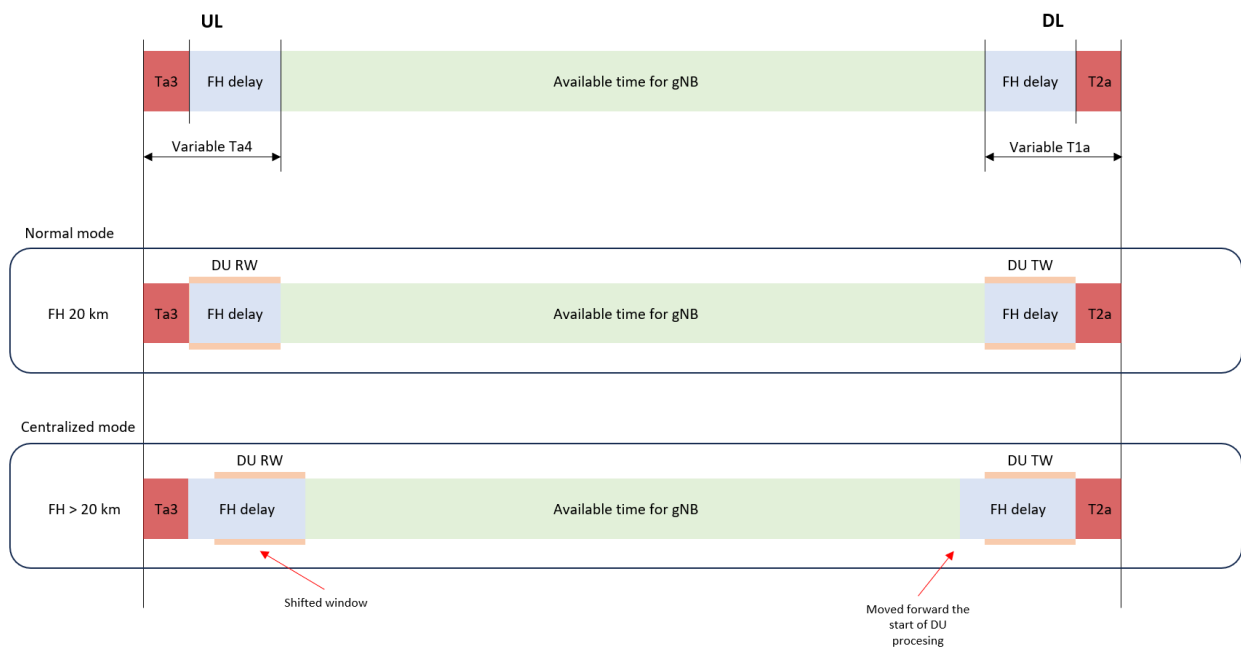 UL
DL
Ta3
FH delay
Available time for gNB
FH delay
T2a
Variable Ta4
Variable T1a
Normal mode
DU RW
DU TW
FH 20 km
Ta3
FH delay
Available time for gNB
FH delay
T2a
Centralized mode
DU RW
DU TW
FH > 20 km
Ta3
FH delay
Available time for gNB
FH delay
T2a
Shifted window
Moved forward the
start of DU
procesing